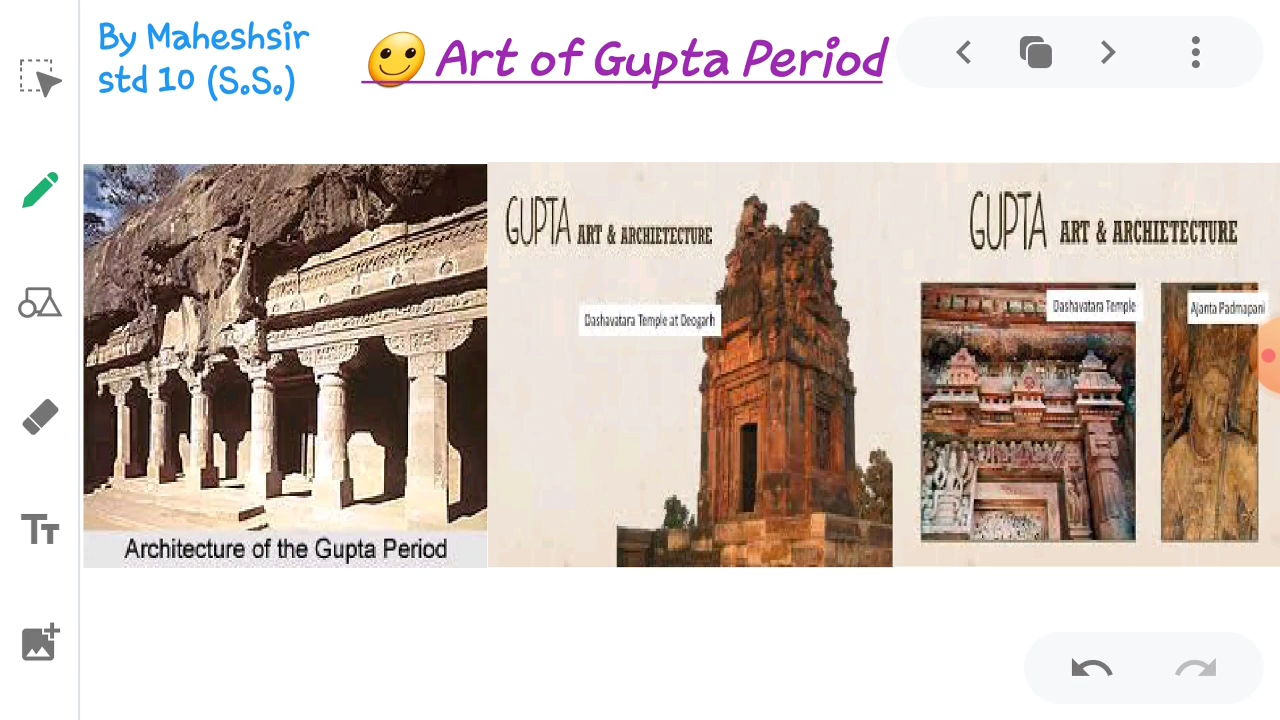 By Maheshsir
std 10 (S.S.)
Art of Gupta Period
Architecture of the Gupta Period
GUPTA ART & ARCHIETECTURE
Dashavatara Temple at Deogarh
GUPTA ART & ARCHIETECTURE
Dashavatara Temple
Ajanta Padmapani
TT